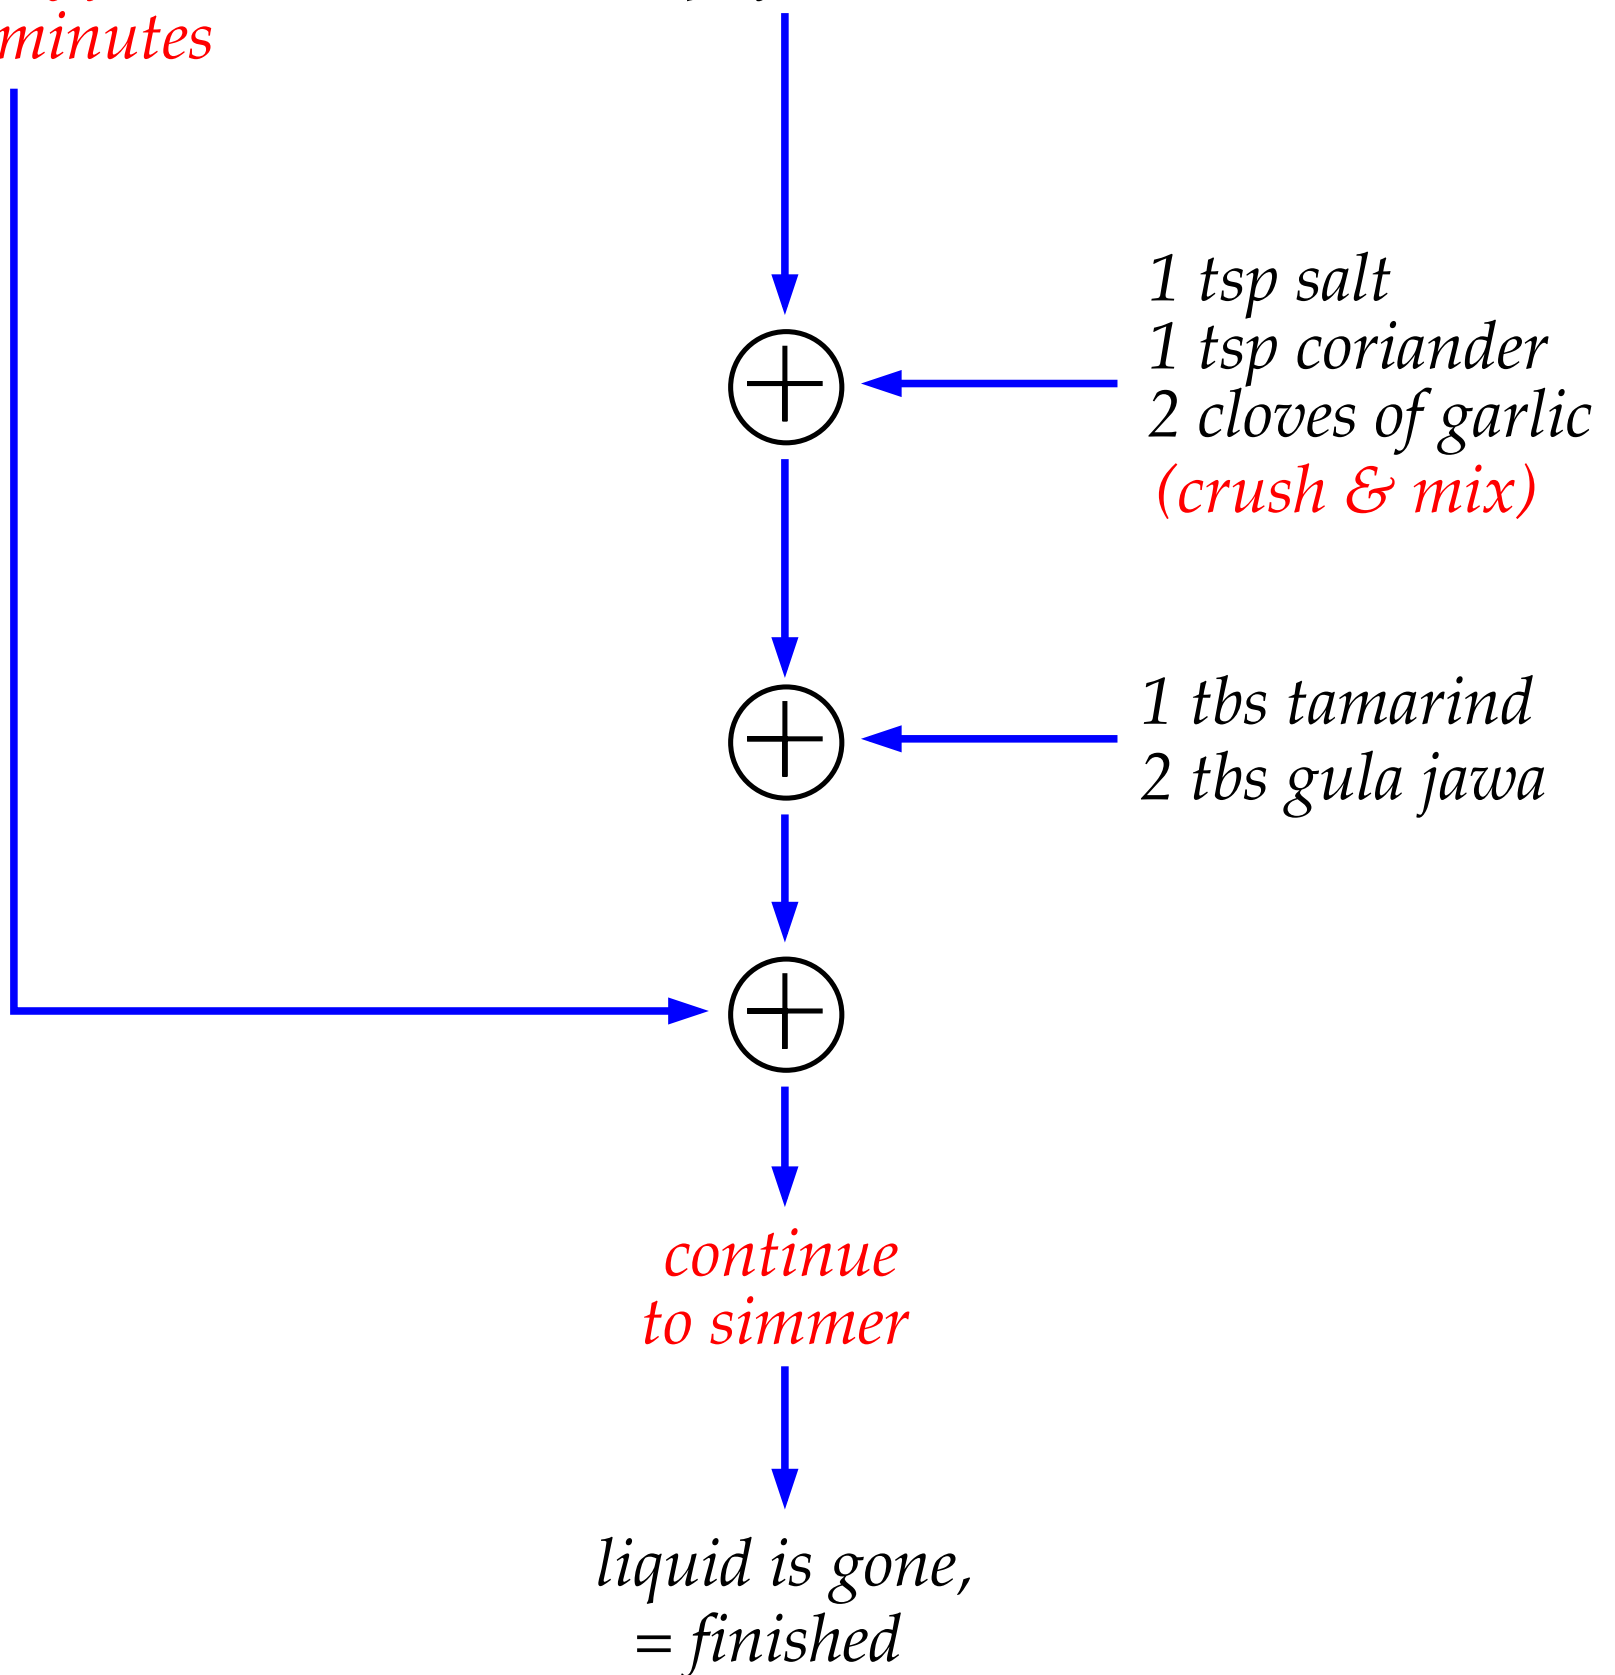 minutes
1 tsp salt
1 tsp coriander
2 cloves of garlic
(crush & mix)
1 tbs tamarind
2 tbs gula jawa
continue
to simmer
liquid is gone,
= finished